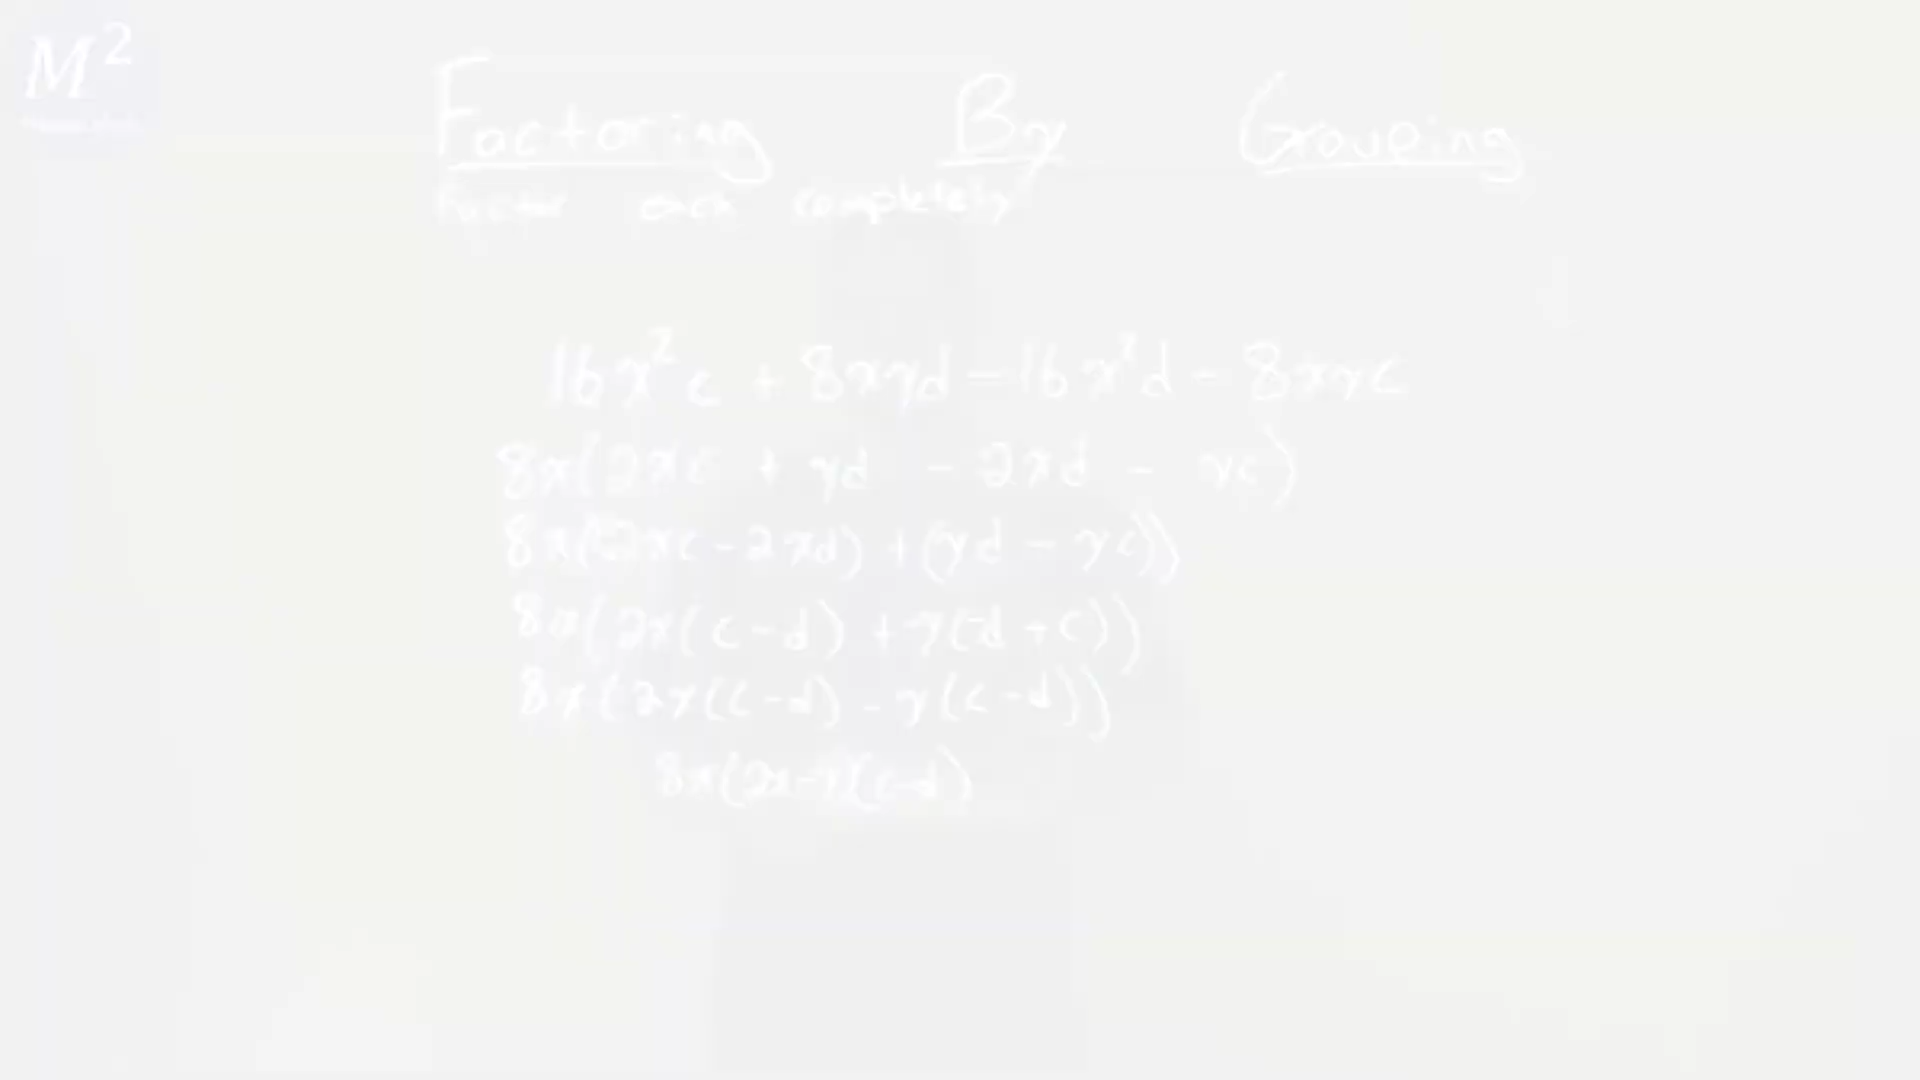 M²
Factoring By Grouping
Factor each completely
16x²c + 8xyd - 16x²d - 8xyc
8x(2xc + yd - 2xd - yc)
8x((2xc - 2xd) + (yd - yc))
8x(2x(c-d) + y(d-c))
8x(2x(c-d) - y(c-d))
8x(2x-y)(c-d)